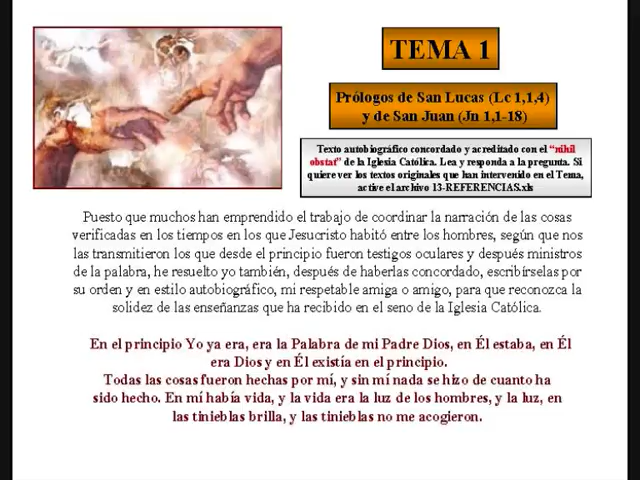 TEMA 1
Prólogos de San Lucas (Lc 1,1,4)
y de San Juan (Jn 1,1-18)
Texto autobiográfico concordado y acreditado con el “nihil
obstat” de la Iglesia Católica. Lea y responda a la pregunta. Si
quiere ver los textos originales que han intervenido en el Tema,
active el archivo 13-REFERENCIAS.xls
Puesto que muchos han emprendido el trabajo de coordinar la narración de las cosas
verificadas en los tiempos en los que Jesucristo habitó entre los hombres, según que nos
las transmitieron los que desde el principio fueron testigos oculares y después ministros
de la palabra, he resuelto yo también, después de haberlas concordado, escribírselas por
su orden y en estilo autobiográfico, mi respetable amiga o amigo, para que reconozca la
solidez de las enseñanzas que ha recibido en el seno de la Iglesia Católica.
En el principio Yo ya era, era la Palabra de mi Padre Dios, en Él estaba, en Él
era Dios y en Él existía en el principio.
Todas las cosas fueron hechas por mí, y sin mí nada se hizo de cuanto ha
sido hecho. En mí había vida, y la vida era la luz de los hombres, y la luz, en
las tinieblas brilla, y las tinieblas no me acogieron.